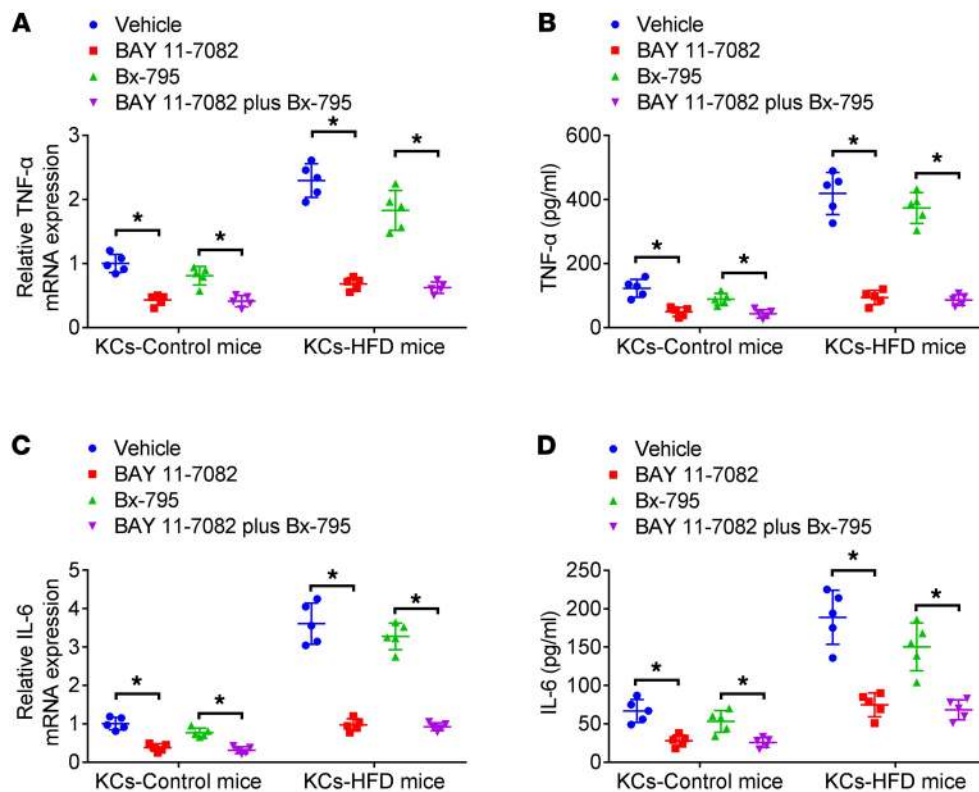 A
Vehicle
BAY 11-7082
Bx-795
BAY 11-7082 plus Bx-795
Relative TNF-α
mRNA expression
3
2
1
0
*
*
*
*
KCs-Control mice
KCs-HFD mice
B
Vehicle
BAY 11-7082
Bx-795
BAY 11-7082 plus Bx-795
TNF-α (pg/ml)
600
400
200
0
*
*
*
*
KCs-Control mice
KCs-HFD mice
C
Vehicle
BAY 11-7082
Bx-795
BAY 11-7082 plus Bx-795
Relative IL-6
mRNA expression
5
4
3
2
1
0
*
*
*
*
KCs-Control mice
KCs-HFD mice
D
Vehicle
BAY 11-7082
Bx-795
BAY 11-7082 plus Bx-795
IL-6 (pg/ml)
250
200
150
100
50
0
*
*
*
*
KCs-Control mice
KCs-HFD mice